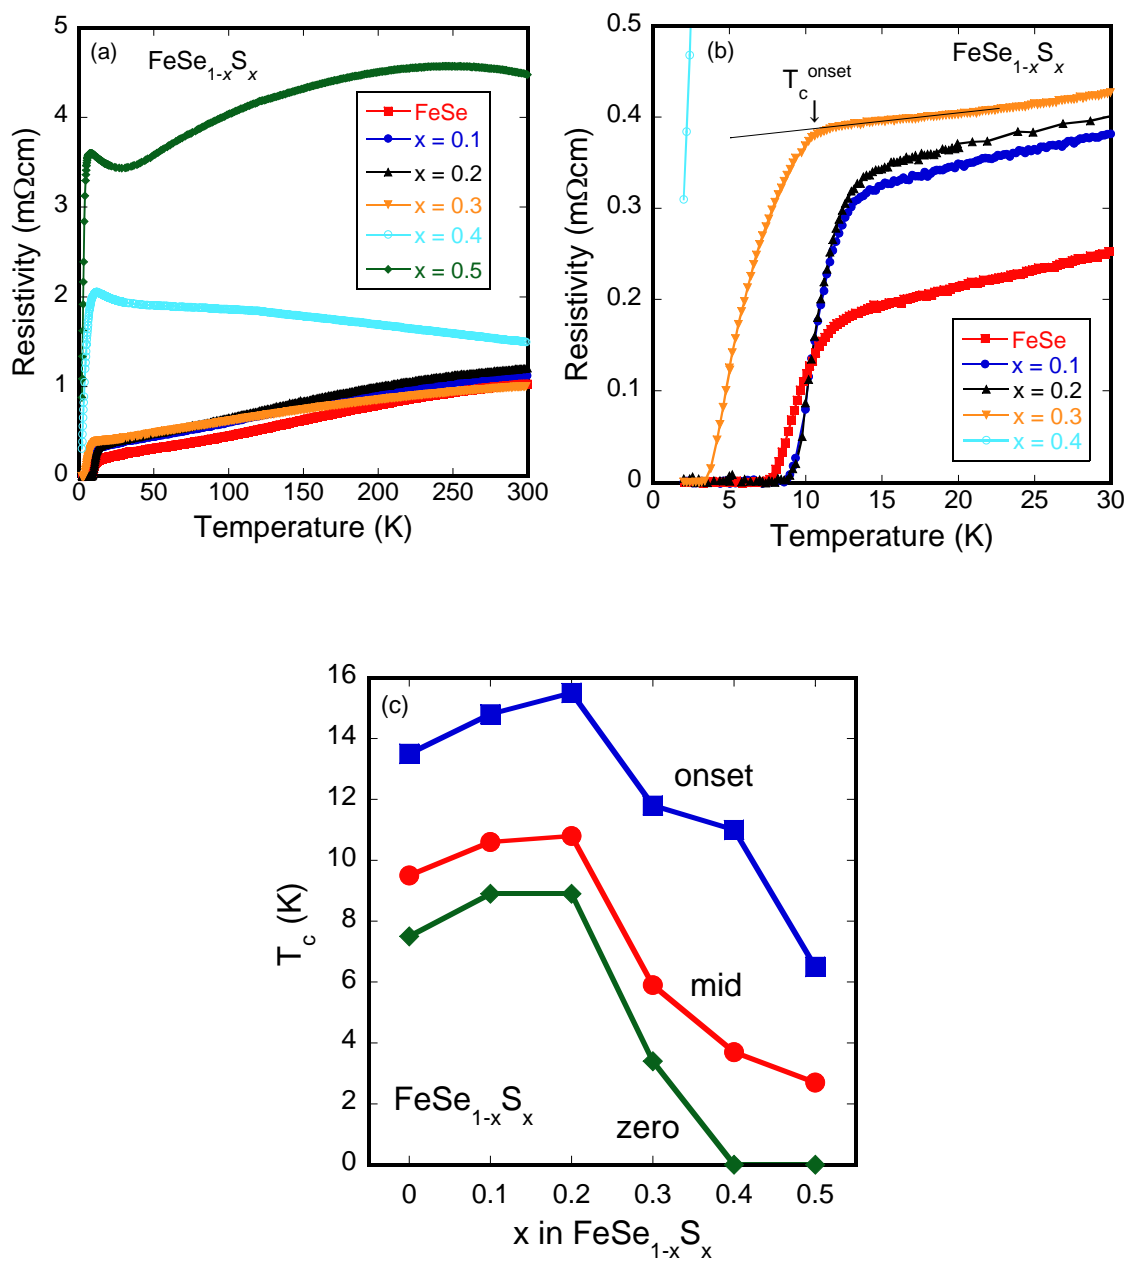 (a)
FeSe1-xSx
5
4
3
2
1
0
Resistivity (mΩcm)
FeSe
x = 0.1
x = 0.2
x = 0.3
x = 0.4
x = 0.5
0 50 100 150 200 250 300
Temperature (K)
(b)
FeSe1-xSx
Tc onset
0.5
0.4
0.3
0.2
0.1
0
Resistivity (mΩcm)
FeSe
x = 0.1
x = 0.2
x = 0.3
x = 0.4
0 5 10 15 20 25 30
Temperature (K)
(c)
16
14
12
10
8
6
4
2
0
Tc (K)
onset
mid
zero
FeSe1-xSx
0 0.1 0.2 0.3 0.4 0.5
x in FeSe1-xSx